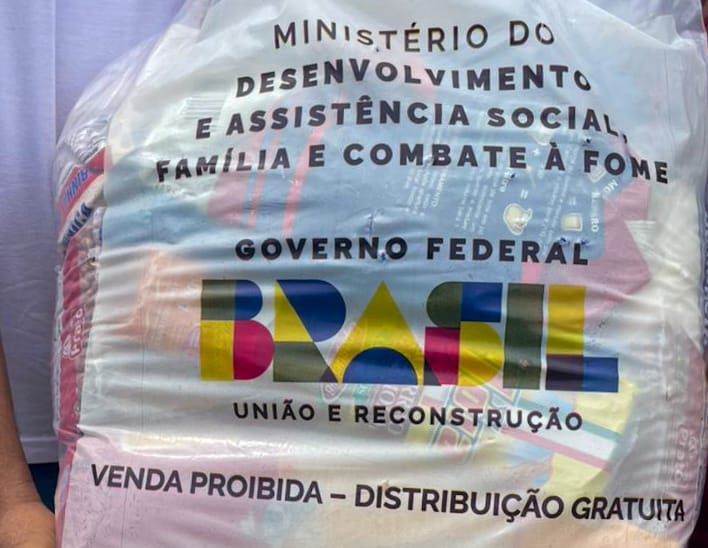 MINISTÉRIO DO
DESENVOLVIMENTO
E ASSISTÊNCIA SOCIAL,
FAMÍLIA E COMBATE À FOME
GOVERNO FEDERAL
BRASIL
UNIÃO E RECONSTRUÇÃO
VENDA PROIBIDA – DISTRIBUIÇÃO GRATUITA